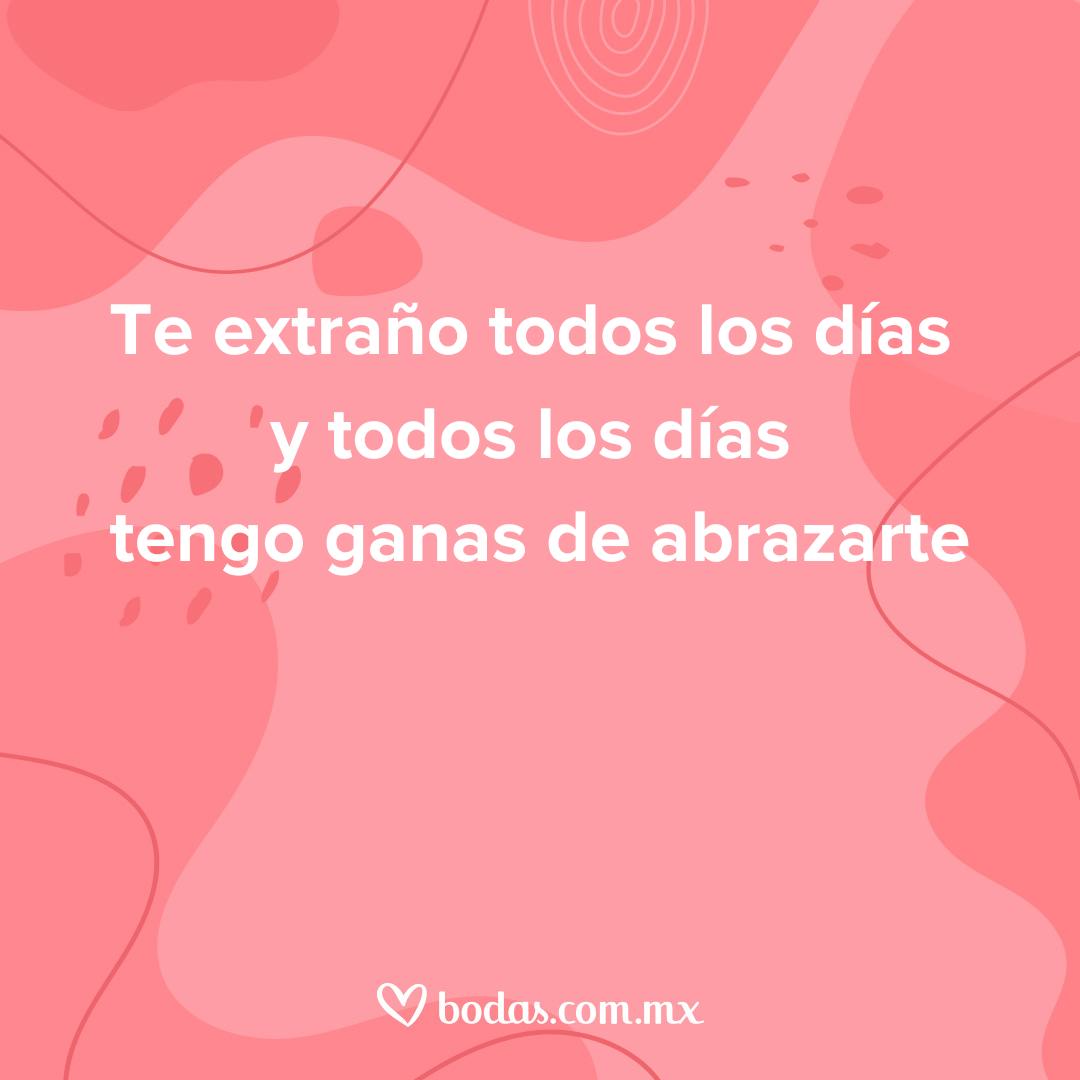 Te extraño todos los días
y todos los días
tengo ganas de abrazarte
bodas.com.mx